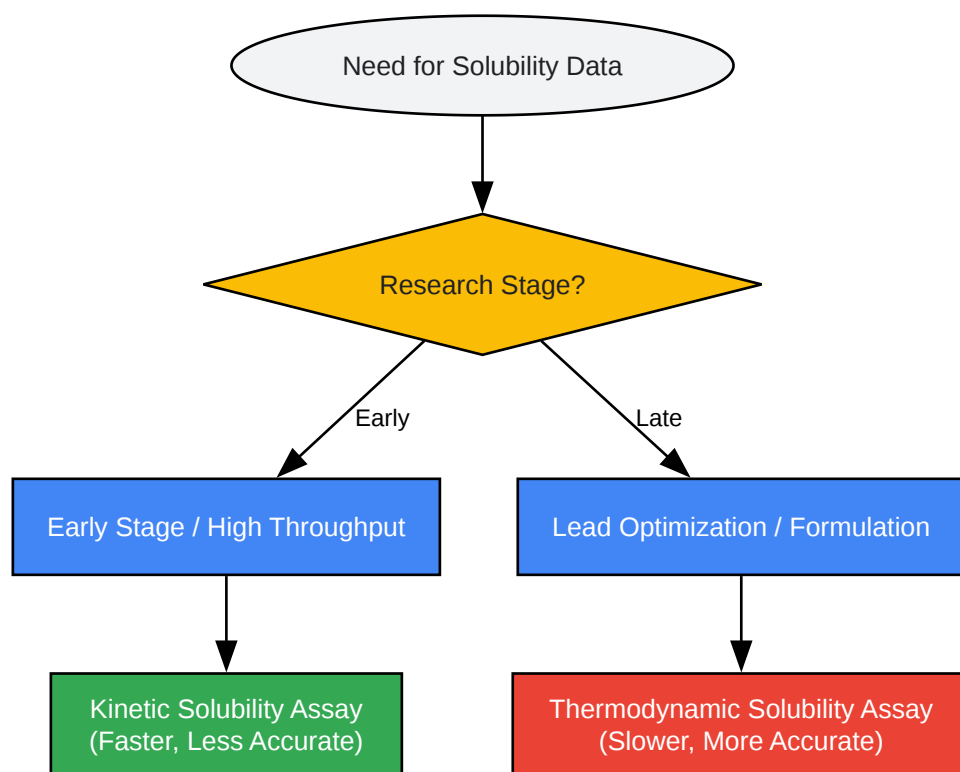 Need for Solubility Data
Research Stage?
Early
Late
Early Stage / High Throughput
Lead Optimization / Formulation
Kinetic Solubility Assay
(Faster, Less Accurate)
Thermodynamic Solubility Assay
(Slower, More Accurate)